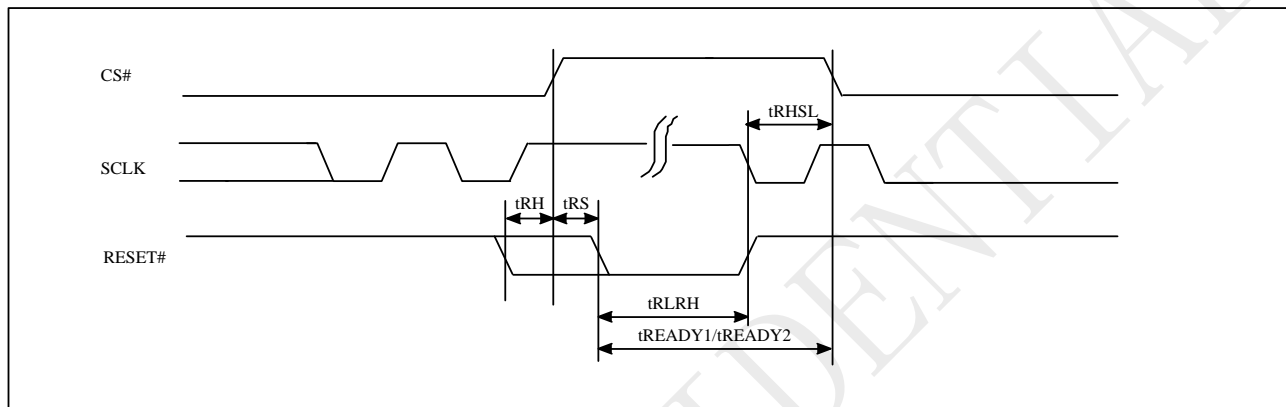 CS#
tRHSL
SCLK
tRH
tRS
RESET#
tRLRH
tREADY1/tREADY2